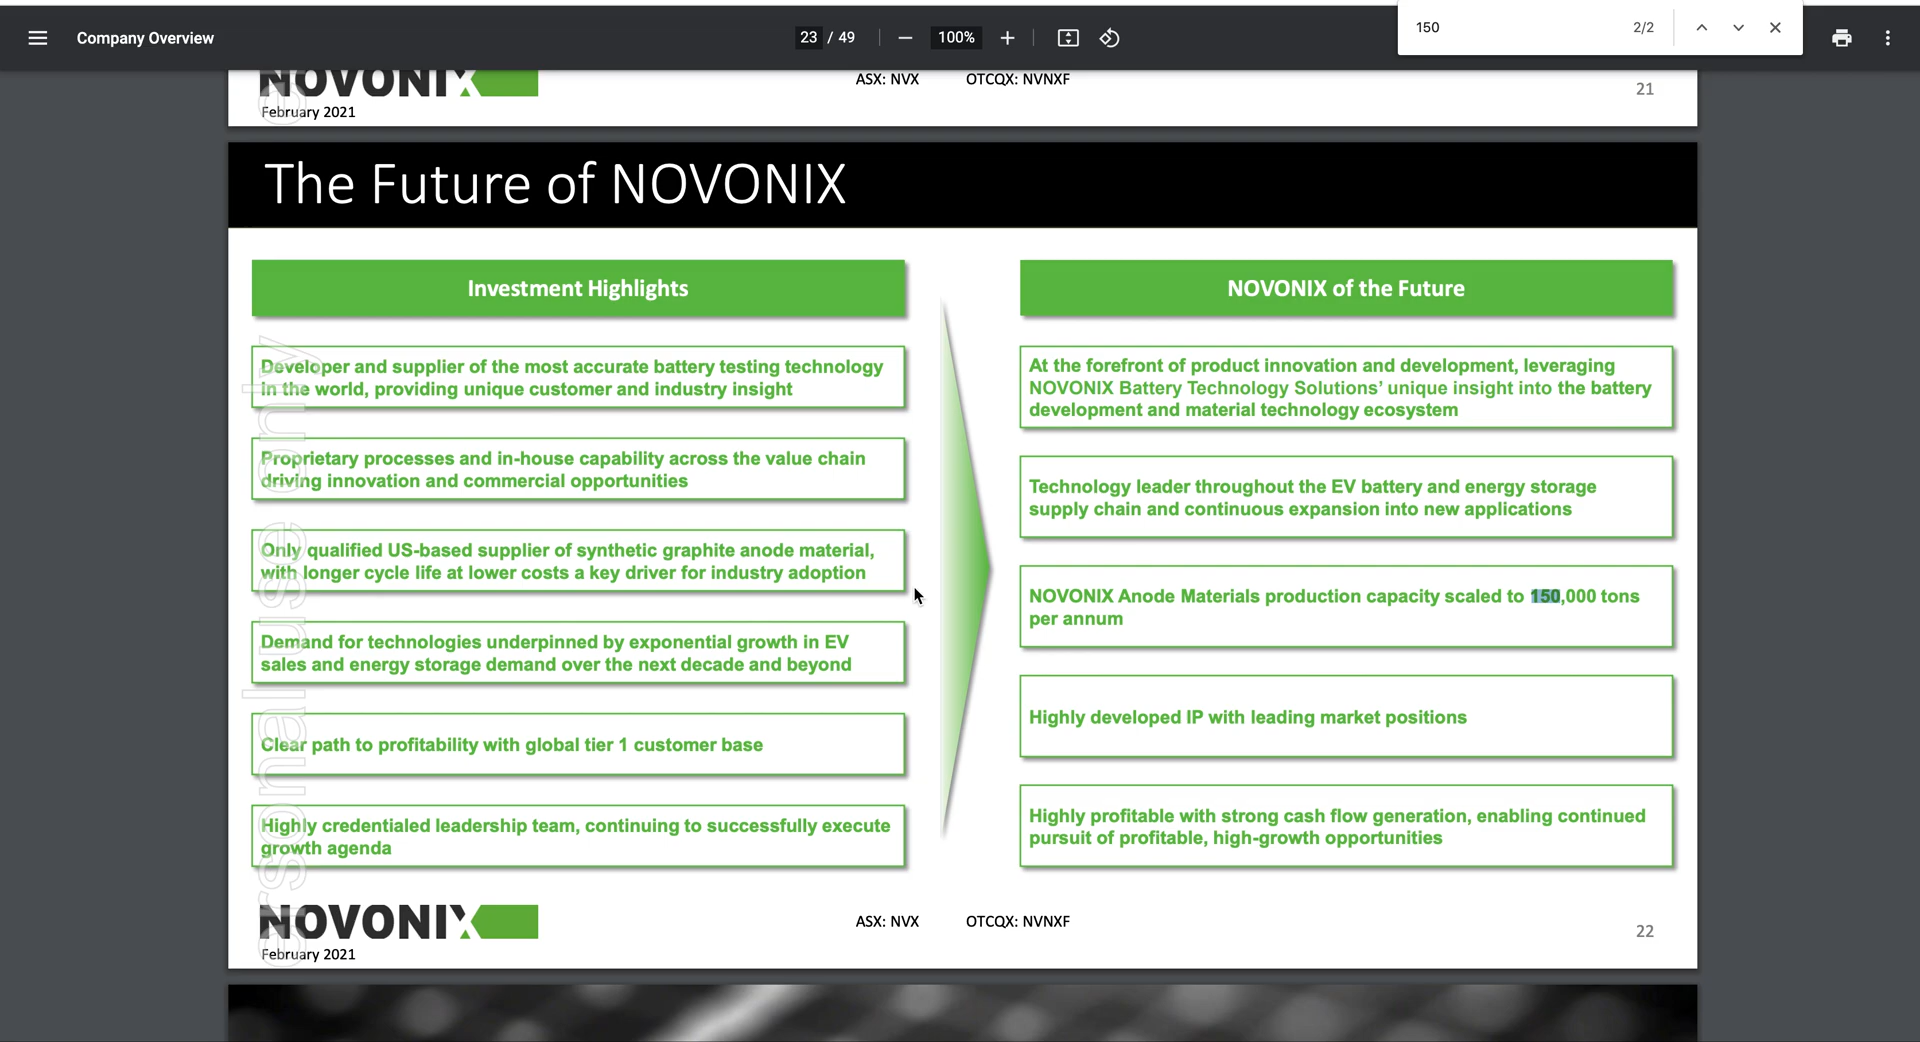 Company Overview
23 / 49
100%
150
2/2
NOVONIX
ASX: NVX
OTCQX: NVNXF
21
February 2021
The Future of NOVONIX
Investment Highlights
Developer and supplier of the most accurate battery testing technology
in the world, providing unique customer and industry insight
Proprietary processes and in-house capability across the value chain
driving innovation and commercial opportunities
Only qualified US-based supplier of synthetic graphite anode material,
with longer cycle life at lower costs a key driver for industry adoption
Demand for technologies underpinned by exponential growth in EV
sales and energy storage demand over the next decade and beyond
Clear path to profitability with global tier 1 customer base
Highly credentialed leadership team, continuing to successfully execute
growth agenda
NOVONIX of the Future
At the forefront of product innovation and development, leveraging
NOVONIX Battery Technology Solutions' unique insight into the battery
development and material technology ecosystem
Technology leader throughout the EV battery and energy storage
supply chain and continuous expansion into new applications
NOVONIX Anode Materials production capacity scaled to 150,000 tons
per annum
Highly developed IP with leading market positions
Highly profitable with strong cash flow generation, enabling continued
pursuit of profitable, high-growth opportunities
ersonal use only
NOVONIX
ASX: NVX
OTCQX: NVNXF
22
February 2021